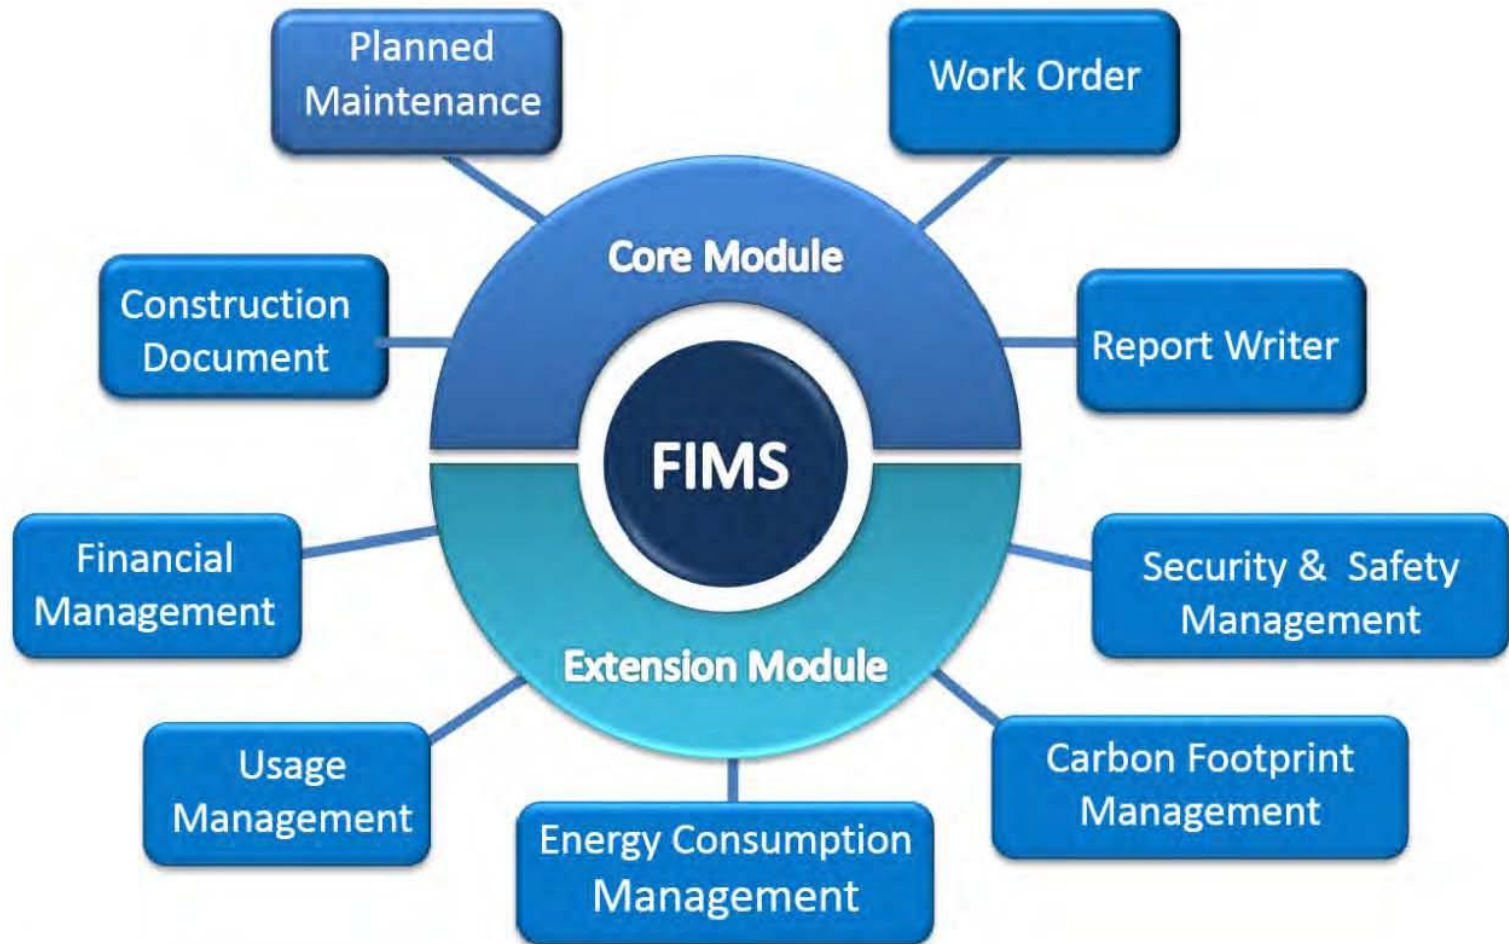 Planned
Maintenance
Work Order
Core Module
Construction
Document
Report Writer
FIMS
Financial
Management
Security & Safety
Management
Extension Module
Usage
Management
Carbon Footprint
Management
Energy Consumption
Management